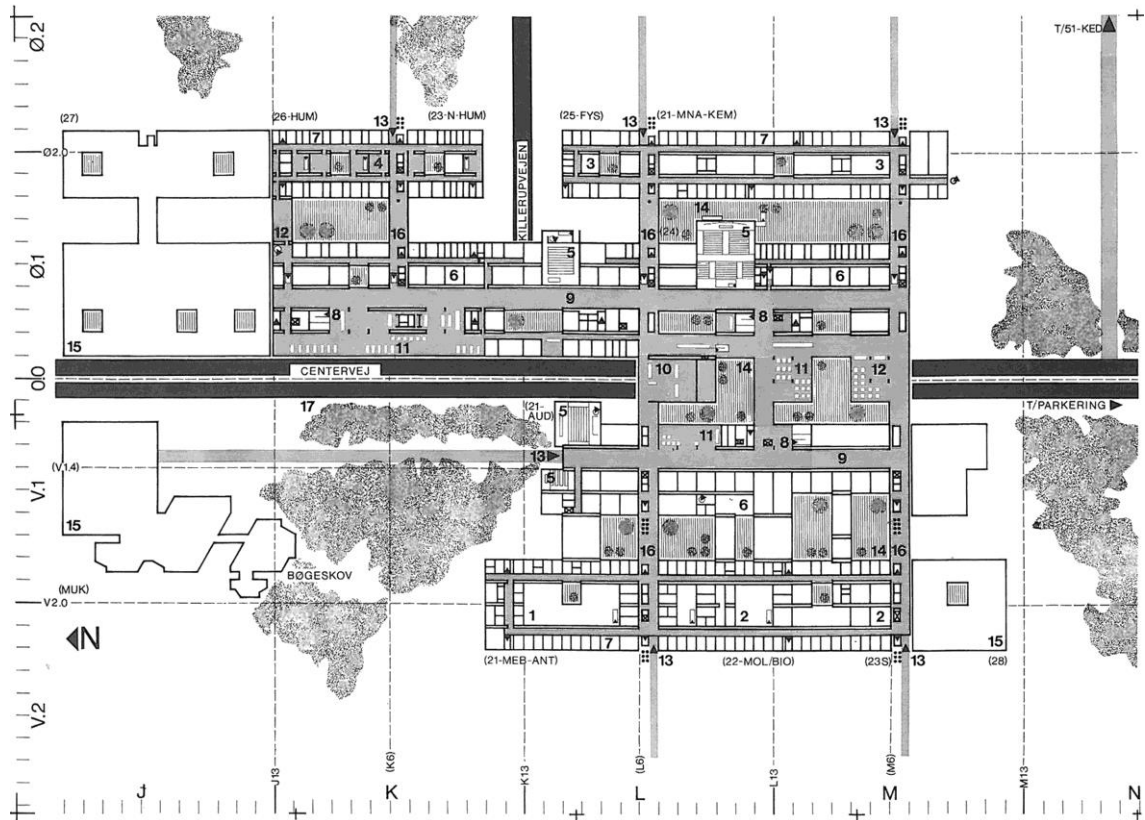 Ø.2
T/51-KED
(27)
(26-HUM)
13
(23-N-HUM)
(25-FYS)
13
(21-MNA-KEM)
13
7
7
Ø2.0
4
3
3
KILLERUPVEJEN
14
12
16
16
(24)
5
16
5
Ø.1
6
6
9
8
8
15
11
0.0
CENTERVEJ
10
14
11
12
17
(21-
AUD)
5
T/PARKERING
11
8
13
9
(V.1.4)
5
V.1
6
15
16
14
16
BØGESKOV
(MUK)
V2.0
1
2
2
N
7
15
(21-MEB-ANT)
13
(22-MOL/BIO)
(23S)
13
(28)
V.2
J13
(K6)
K13
(L6)
L13
(M6)
M13
J
K
L
M
N